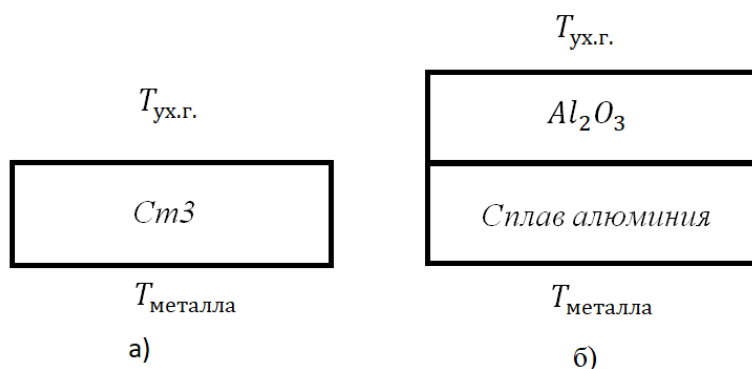 Tух.г.
Ст3
Tметалла
а)
Tух.г.
Al2O3
Сплав алюминия
Tметалла
б)